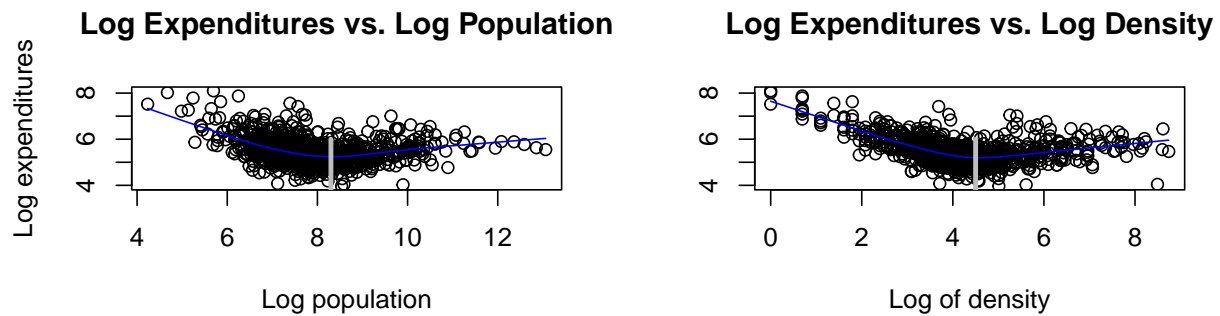 Log Expenditures vs. Log Population
Log expenditures
8
6
4
4 6 8 10 12
Log population
Log Expenditures vs. Log Density
8
6
4
0 2 4 6 8
Log of density